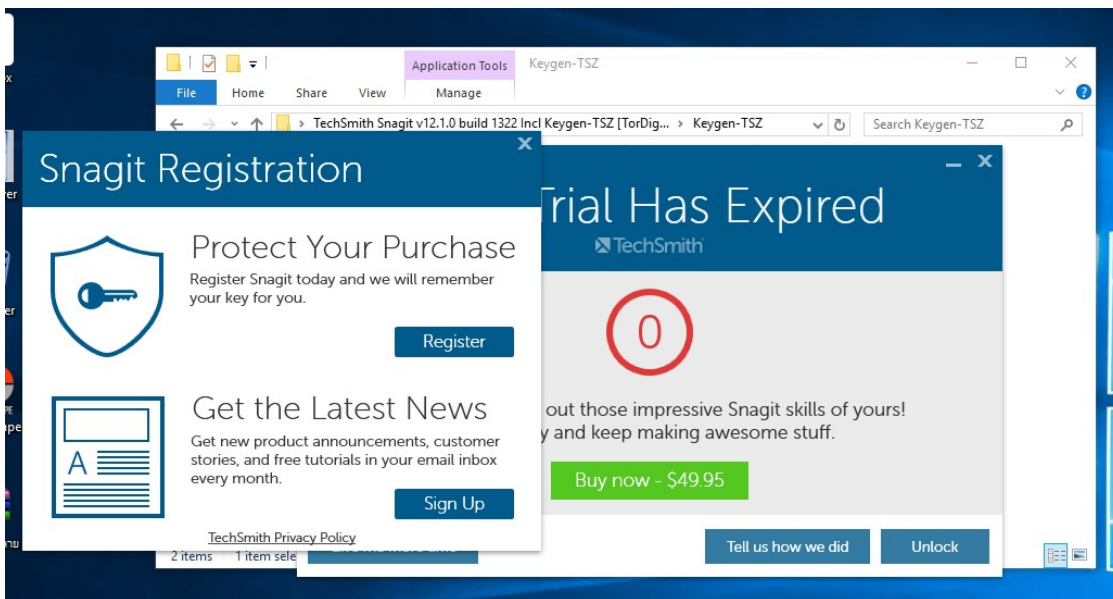 Application Tools
Keygen-TSZ
File Home Share View Manage
TechSmith Snagit v12.1.0 build 1322 Incl Keygen-TSZ [TorDig... > Keygen-TSZ
Search Keygen-TSZ
Snagit Registration
Protect Your Purchase
Register Snagit today and we will remember
your key for you.
Register
Get the Latest News
Get new product announcements, customer
stories, and free tutorials in your email inbox
every month.
Sign Up
TechSmith Privacy Policy
Trial Has Expired
TechSmith
0
out those impressive Snagit skills of yours!
and keep making awesome stuff.
Buy now - $49.95
Tell us how we did
Unlock
2 items 1 item sele